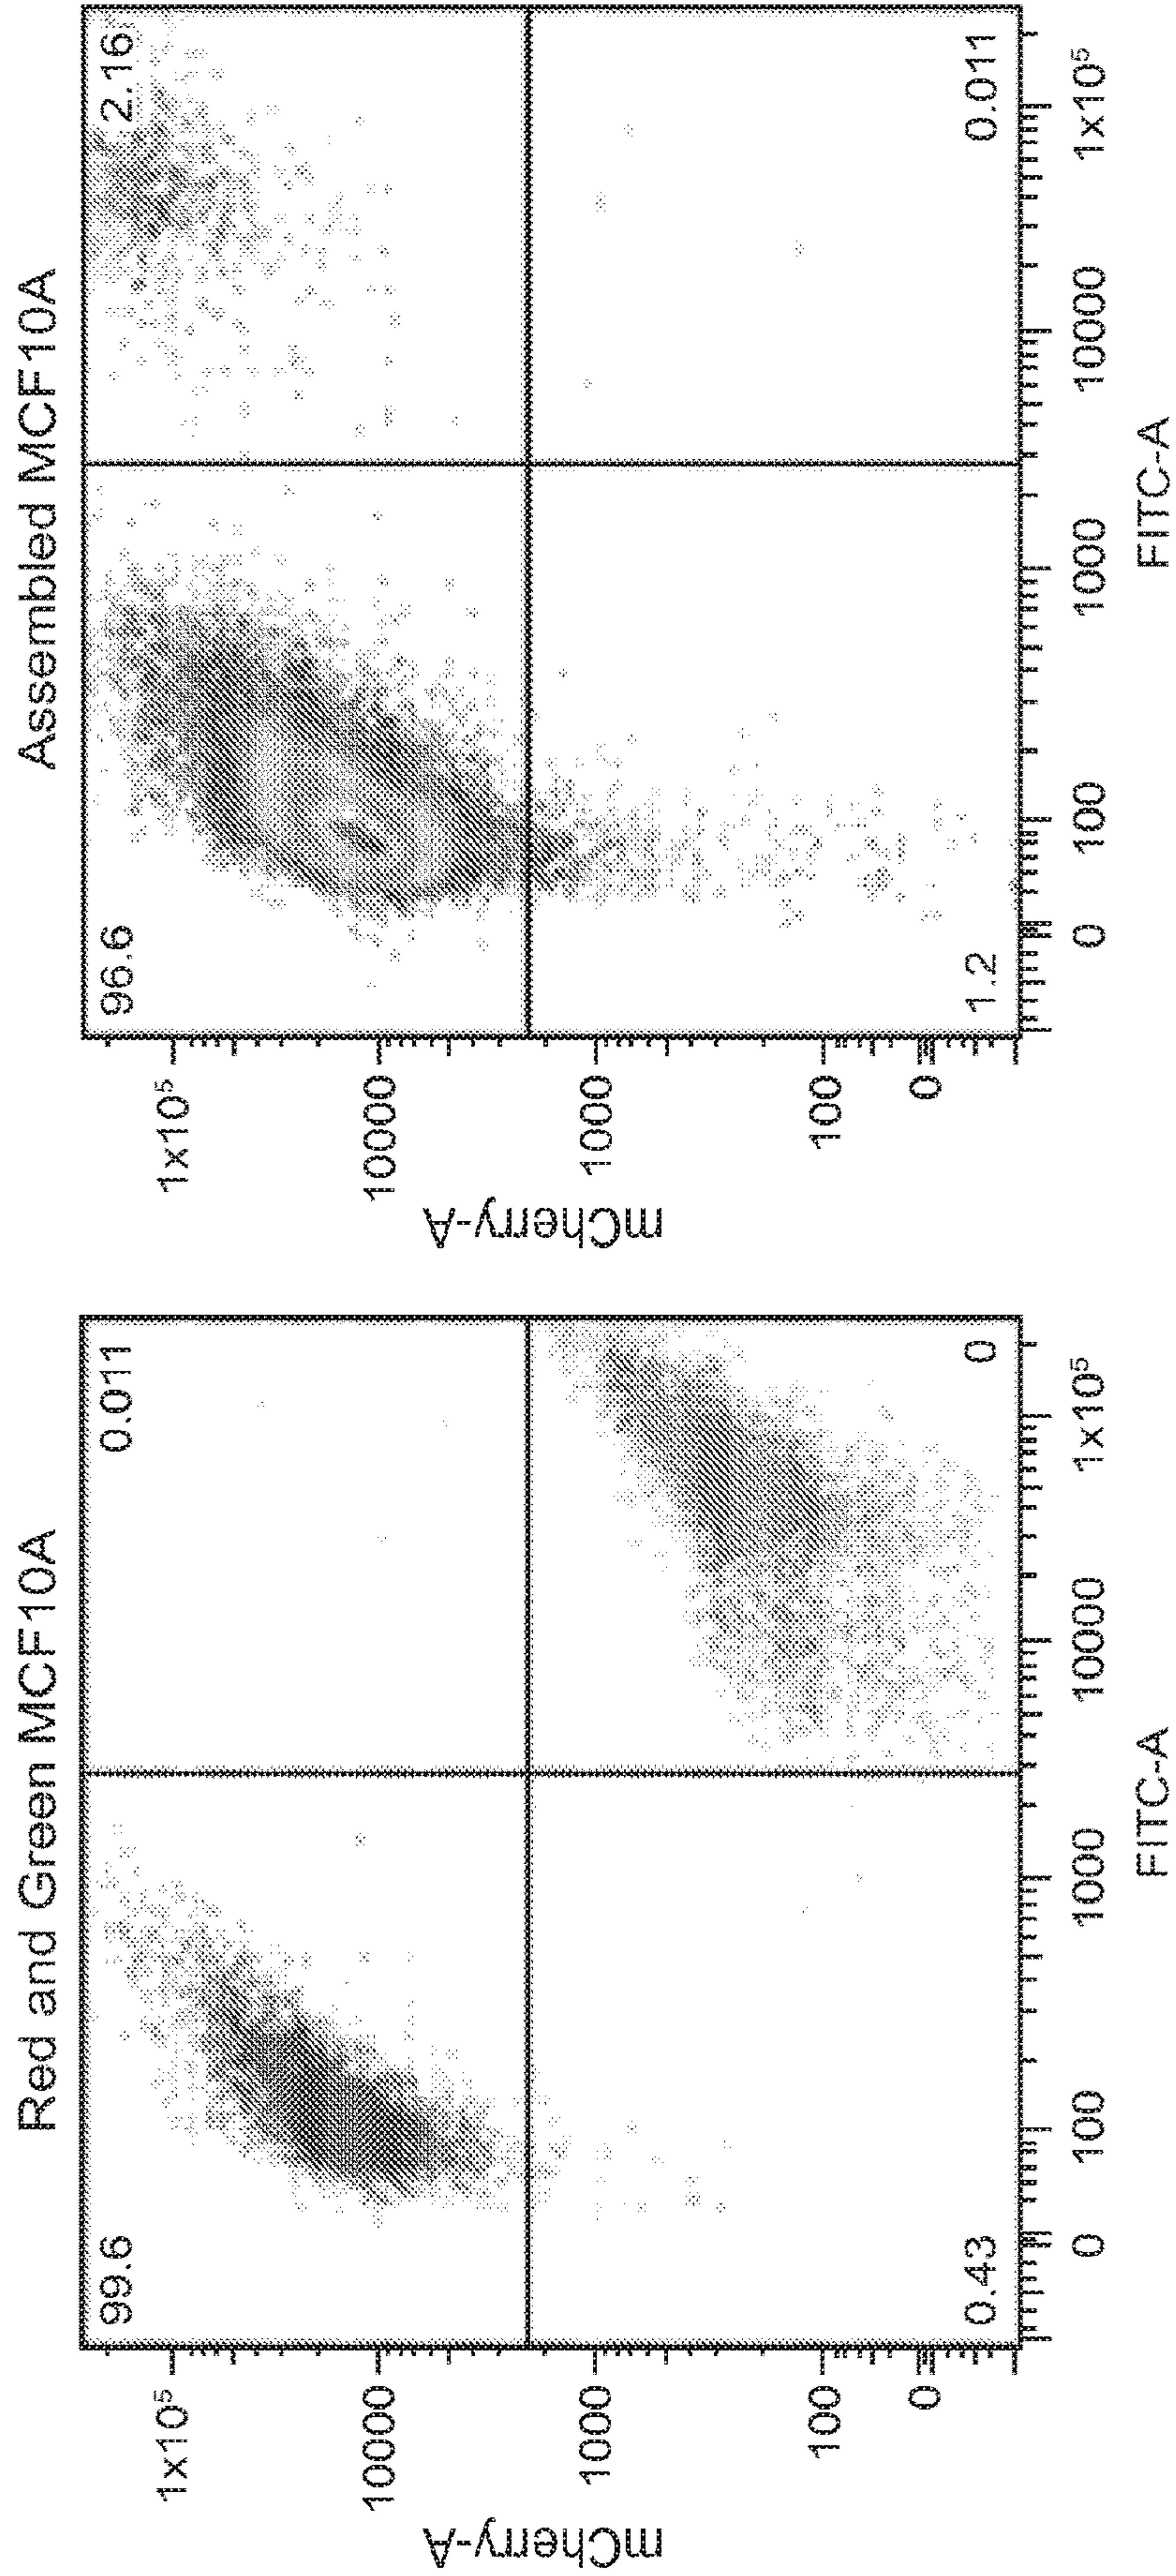 Red and Green MCF10A
99.6
0.011
0.43
0
1x10⁵
10000
1000
100
0
mCherry-A
0
100
1000
10000
1x10⁵
FITC-A
Assembled MCF10A
96.6
2.16
1.2
0.011
1x10⁵
10000
1000
100
0
mCherry-A
0
100
1000
10000
1x10⁵
FITC-A